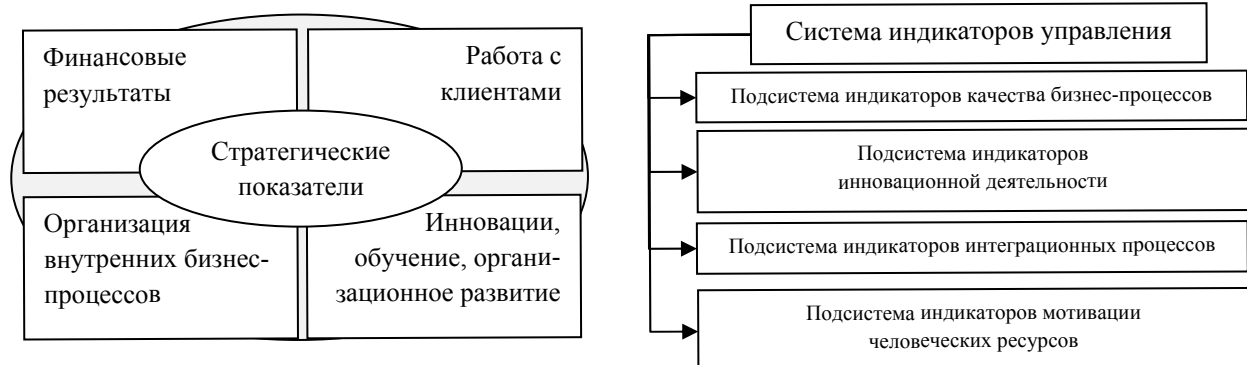 Финансовые
результаты
Работа с
клиентами
Стратегические
показатели
Организация
внутренних бизнес-
процессов
Инновации,
обучение, органи-
зационное развитие
Система индикаторов управления
Подсистема индикаторов качества бизнес-процессов
Подсистема индикаторов
инновационной деятельности
Подсистема индикаторов интеграционных процессов
Подсистема индикаторов мотивации
человеческих ресурсов